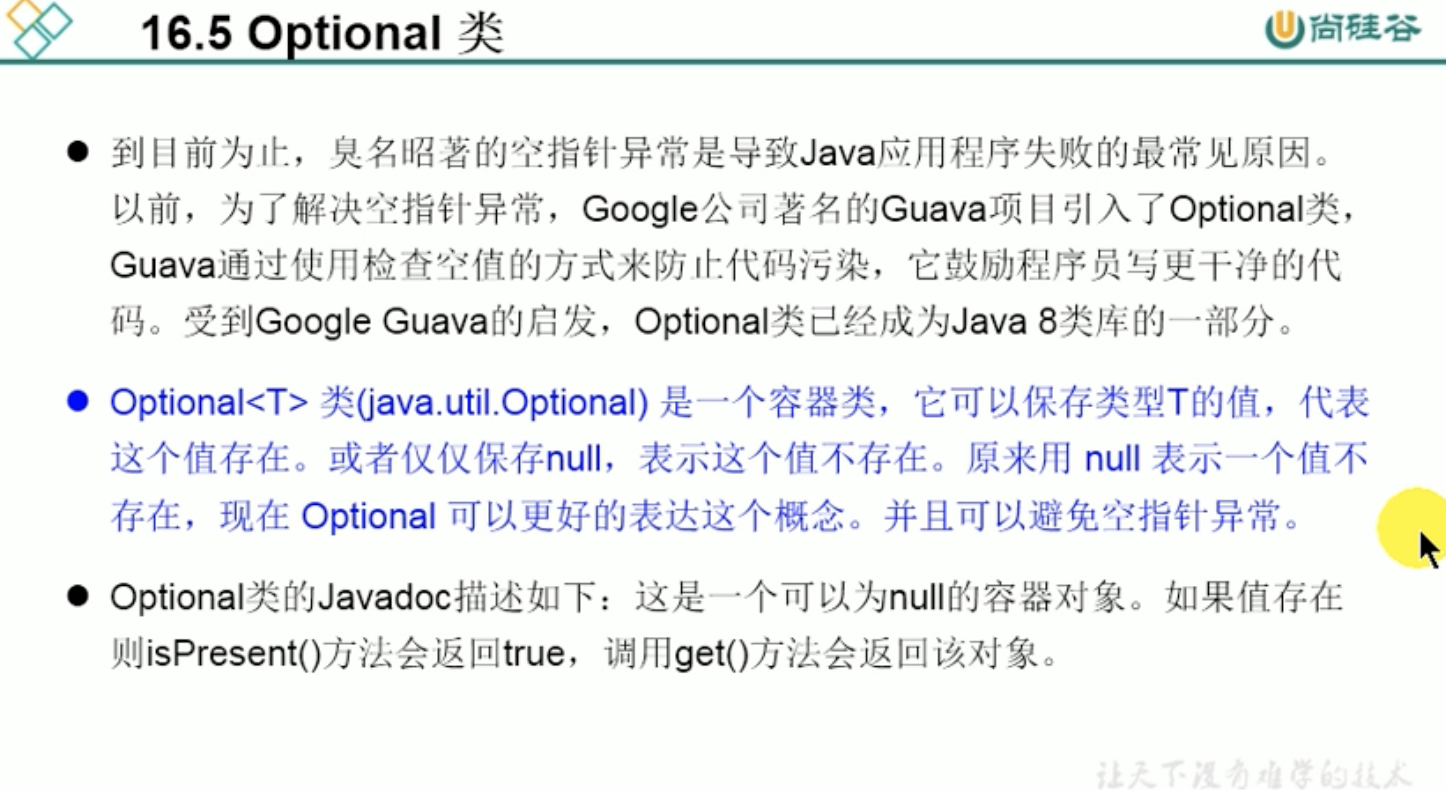 16.5 Optional 类
尚硅谷
● 到目前为止，臭名昭著的空指针异常是导致Java应用程序失败的最常见原因。
以前，为了解决空指针异常，Google公司著名的Guava项目引入了Optional类，
Guava通过使用检查空值的方式来防止代码污染，它鼓励程序员写更干净的代
码。受到Google Guava的启发，Optional类已经成为Java 8类库的一部分。
● Optional<T> 类(java.util.Optional) 是一个容器类，它可以保存类型T的值，代表
这个值存在。或者仅仅保存null，表示这个值不存在。原来用 null 表示一个值不
存在，现在 Optional 可以更好的表达这个概念。并且可以避免空指针异常。
● Optional类的Javadoc描述如下：这是一个可以为null的容器对象。如果值存在
则isPresent()方法会返回true，调用get()方法会返回该对象。
让天下没有难学的技术